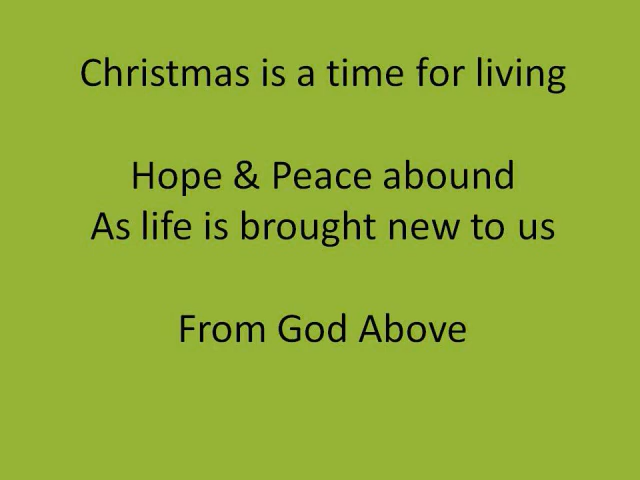 Christmas is a time for living
Hope & Peace abound
As life is brought new to us
From God Above